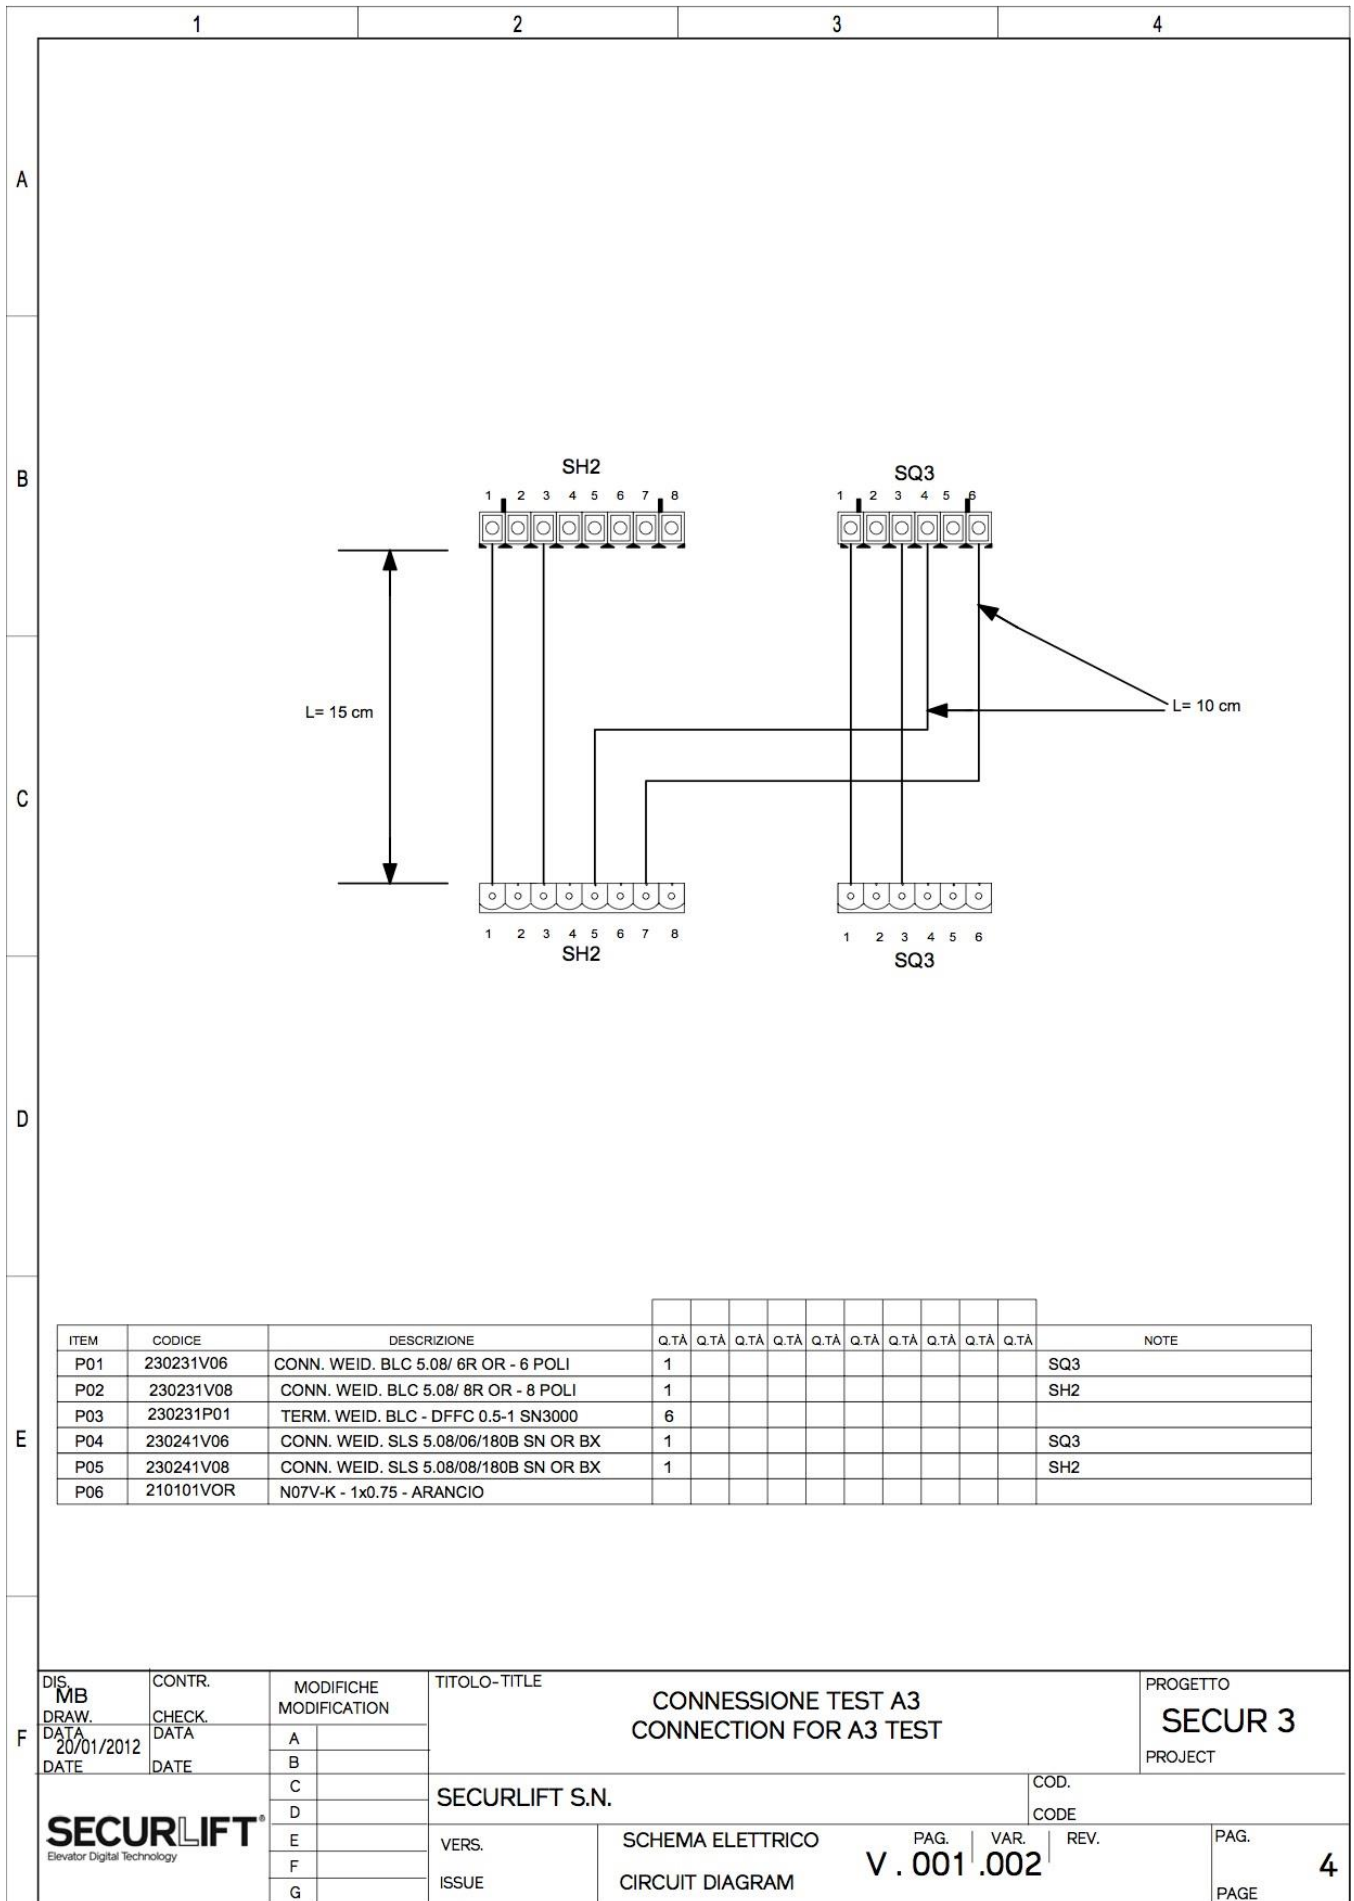 1 2 3 4
A
B
C
D
E
F
SH2
1 2 3 4 5 6 7 8
SQ3
1 2 3 4 5 6
L= 15 cm
L= 10 cm
1 2 3 4 5 6 7 8
SH2
1 2 3 4 5 6
SQ3
ITEM CODICE DESCRIZIONE Q.TÀ Q.TÀ Q.TÀ Q.TÀ Q.TÀ Q.TÀ Q.TÀ Q.TÀ Q.TÀ Q.TÀ NOTE
P01 230231V06 CONN. WEID. BLC 5.08/ 6R OR - 6 POLI 1 SQ3
P02 230231V08 CONN. WEID. BLC 5.08/ 8R OR - 8 POLI 1 SH2
P03 230231P01 TERM. WEID. BLC - DFFC 0.5-1 SN3000 6
P04 230241V06 CONN. WEID. SLS 5.08/06/180B SN OR BX 1 SQ3
P05 230241V08 CONN. WEID. SLS 5.08/08/180B SN OR BX 1 SH2
P06 210101VOR N07V-K - 1x0.75 - ARANCIO
DIS.
MB
DRAW.
CONTR.
CHECK.
DATA
20/01/2012
DATE
DATA
DATE
MODIFICHE
MODIFICATION
A
B
C
D
E
F
G
TITOLO-TITLE
CONNESSIONE TEST A3
CONNECTION FOR A3 TEST
PROGETTO
SECUR 3
PROJECT
SECURLIFT®
Elevator Digital Technology
SECURLIFT S.N.
COD.
CODE
VERS.
ISSUE
SCHEMA ELETTRICO
CIRCUIT DIAGRAM
PAG. VAR. REV.
V . 001 .002
PAG.
4
PAGE